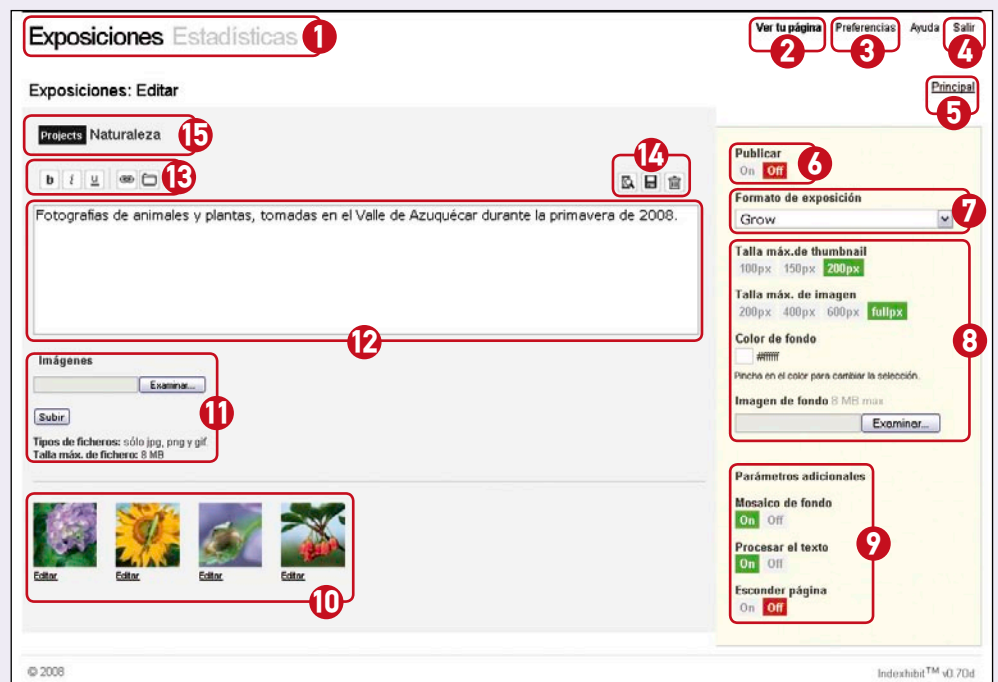 Exposiciones Estadísticas 1
Ver tu página Preferencias Ayuda Salir
2 3 4
Exposiciones: Editar
Principal
5
Projects Naturaleza 15
b i u 13
14
Fotografías de animales y plantas, tomadas en el Valle de Azuquécar durante la primavera de 2008.
12
Imágenes
Examinar...
Subir
11
Tipos de ficheros: sólo jpg, png y gif.
Talla máx. de fichero: 8 MB
Editar Editar Editar Editar
10
Publicar
On Off
6
Formato de exposición
Grow
7
Talla máx.de thumbnail
100px 150px 200px
Talla máx. de imagen
200px 400px 600px fullpx
Color de fondo
#ffffff
8
Pincha en el color para cambiar la selección.
Imagen de fondo 8 MB max
Examinar...
Parámetros adicionales
Mosaico de fondo
On Off
Procesar el texto
On Off
9
Esconder página
On Off
© 2008
Indexhibit™ v0.70d